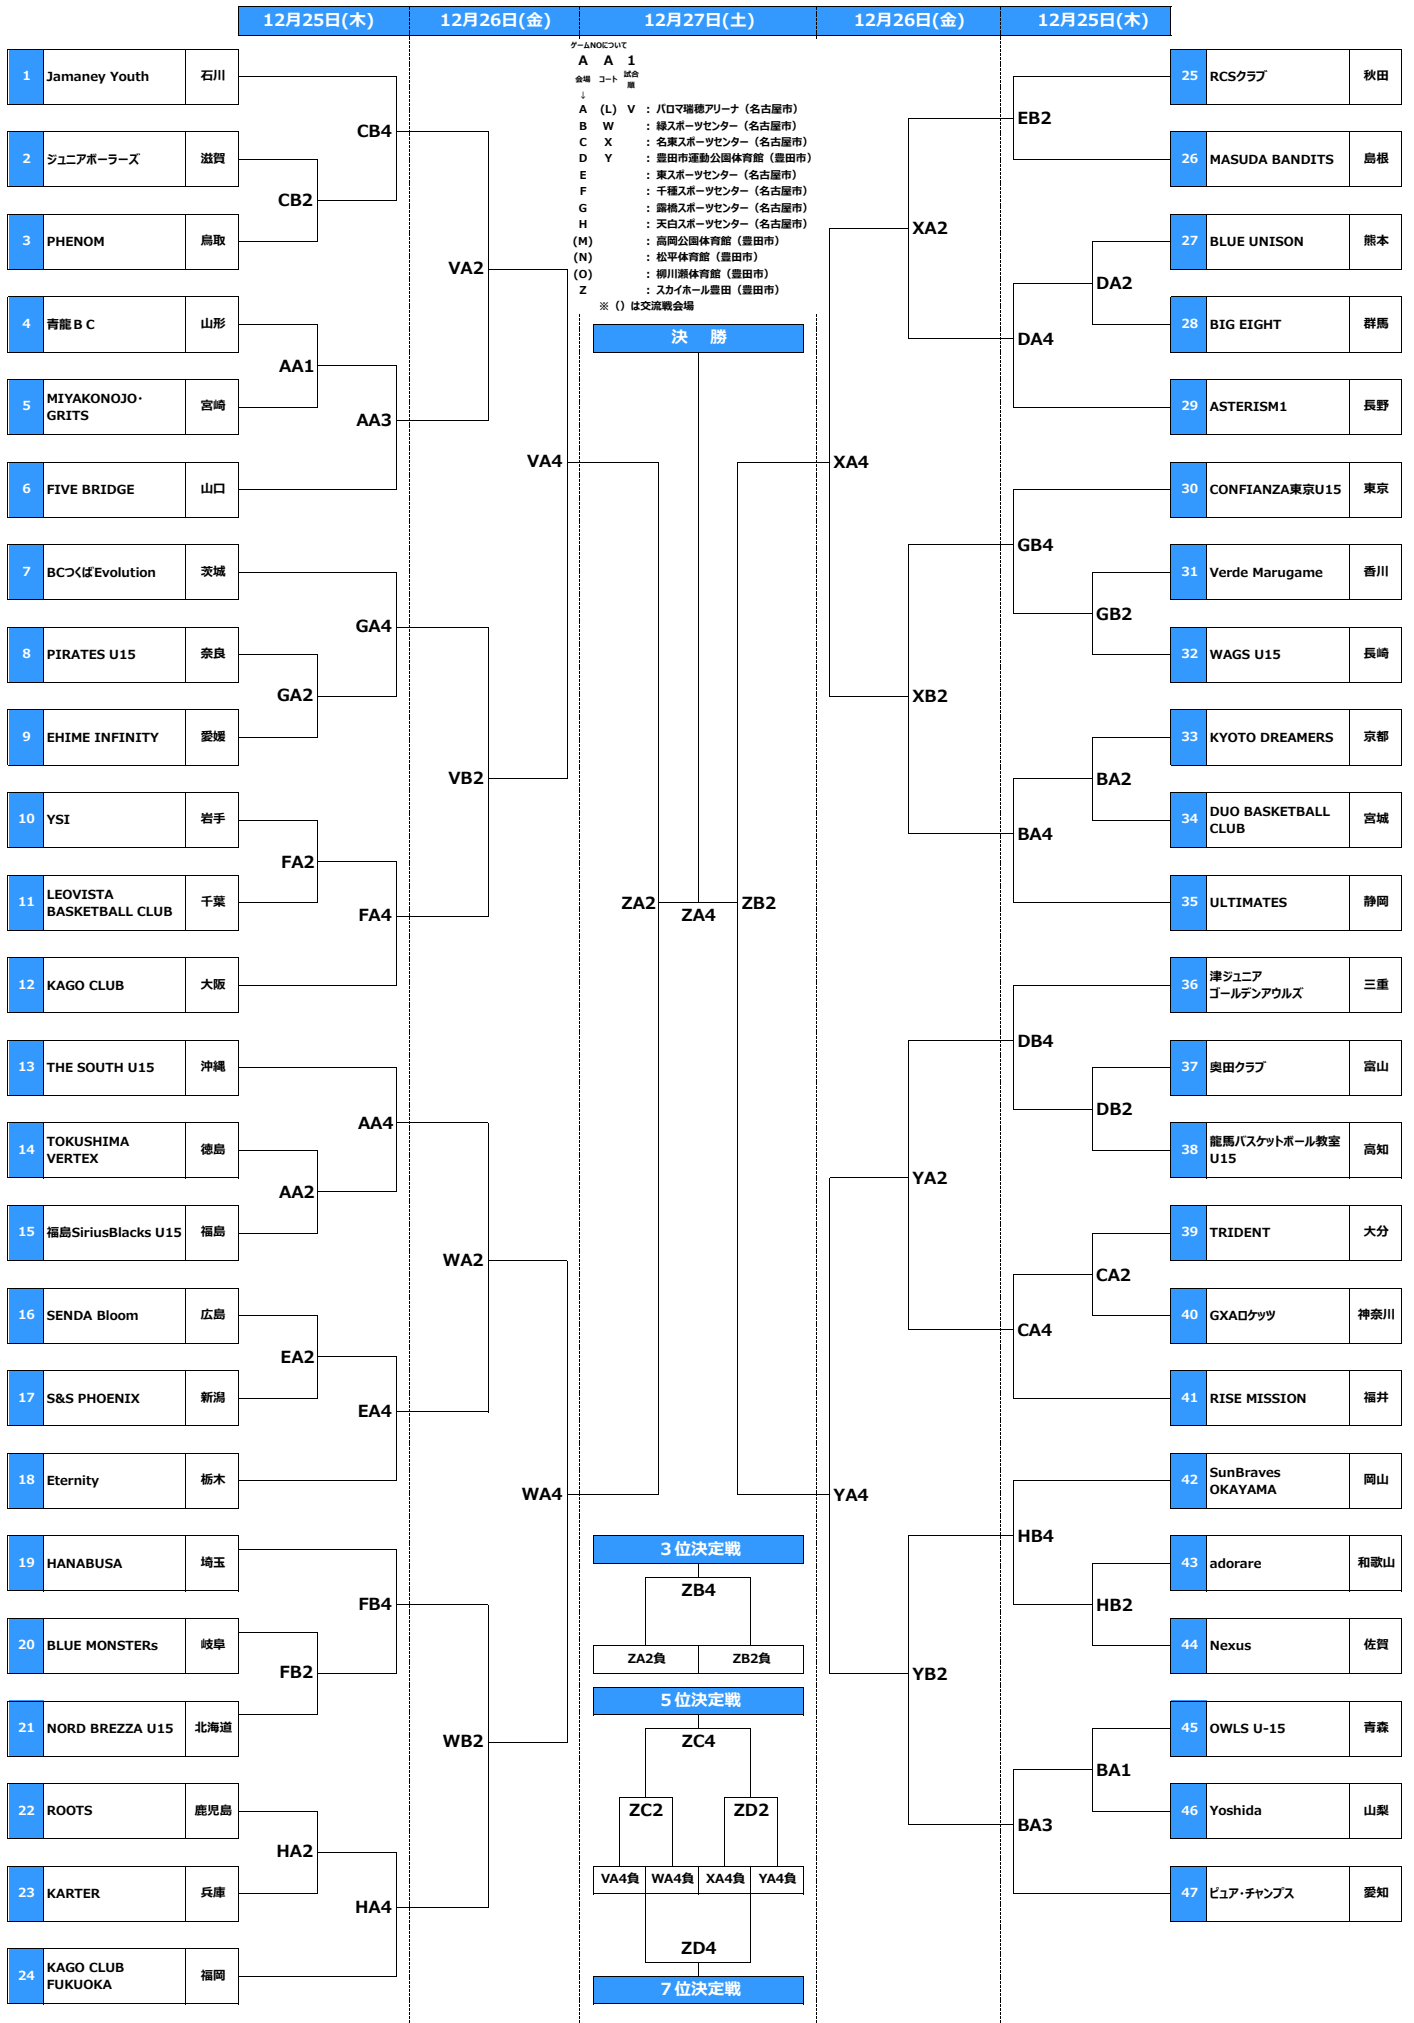 12月25日(木) 12月26日(金) 12月27日(土) 12月26日(金) 12月25日(木)
ゲームNOについて
A A 1
会場 コート 試合順
↓
A (L) V : パロマ瑞穂アリーナ（名古屋市）
B W : 緑スポーツセンター（名古屋市）
C X : 名東スポーツセンター（名古屋市）
D Y : 豊田市運動公園体育館（豊田市）
E : 東スポーツセンター（名古屋市）
F : 千種スポーツセンター（名古屋市）
G : 露橋スポーツセンター（名古屋市）
H : 天白スポーツセンター（名古屋市）
(M) : 高岡公園体育館（豊田市）
(N) : 松平体育館（豊田市）
(O) : 柳川瀬体育館（豊田市）
Z : スカイホール豊田（豊田市）
※（）は交流戦会場
1 Jamaney Youth 石川
2 ジュニアボーラーズ 滋賀
3 PHENOM 鳥取
4 青龍ＢＣ 山形
5 MIYAKONOJO・
GRITS 宮崎
6 FIVE BRIDGE 山口
7 BCつくばEvolution 茨城
8 PIRATES U15 奈良
9 EHIME INFINITY 愛媛
10 YSI 岩手
11 LEOVISTA
BASKETBALL CLUB 千葉
12 KAGO CLUB 大阪
13 THE SOUTH U15 沖縄
14 TOKUSHIMA
VERTEX 徳島
15 福島SiriusBlacks U15 福島
16 SENDA Bloom 広島
17 S&S PHOENIX 新潟
18 Eternity 栃木
19 HANABUSA 埼玉
20 BLUE MONSTERs 岐阜
21 NORD BREZZA U15 北海道
22 ROOTS 鹿児島
23 KARTER 兵庫
24 KAGO CLUB
FUKUOKA 福岡
CB4
CB2
AA1
AA3
GA4
GA2
FA2
FA4
AA4
AA2
EA2
EA4
FB4
FB2
HA2
HA4
VA2
VB2
WA2
WB2
VA4
WA4
決 勝
ZA2 ZA4 ZB2
３位決定戦
ZB4
ZA2負 ZB2負
５位決定戦
ZC4
ZC2 ZD2
VA4負 WA4負 XA4負 YA4負
ZD4
７位決定戦
XA4
YA4
XA2
XB2
YA2
YB2
EB2
DA2
DA4
GB4
GB2
BA2
BA4
DB4
DB2
CA2
CA4
HB4
HB2
BA1
BA3
25 RCSクラブ 秋田
26 MASUDA BANDITS 島根
27 BLUE UNISON 熊本
28 BIG EIGHT 群馬
29 ASTERISM1 長野
30 CONFIANZA東京U15 東京
31 Verde Marugame 香川
32 WAGS U15 長崎
33 KYOTO DREAMERS 京都
34 DUO BASKETBALL
CLUB 宮城
35 ULTIMATES 静岡
36 津ジュニア
ゴールデンアウルズ 三重
37 奥田クラブ 富山
38 龍馬バスケットボール教室
U15 高知
39 TRIDENT 大分
40 GXAロケッツ 神奈川
41 RISE MISSION 福井
42 SunBraves
OKAYAMA 岡山
43 adorare 和歌山
44 Nexus 佐賀
45 OWLS U-15 青森
46 Yoshida 山梨
47 ピュア・チャンプス 愛知